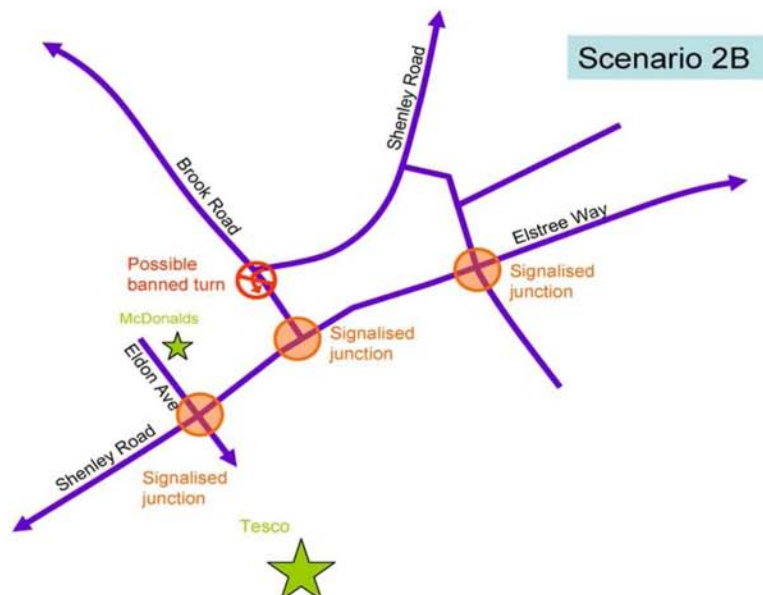 Scenario 2B
Shenley Road
Brook Road
Elstree Way
Possible
banned turn
Signalised
junction
McDonalds
Signalised
junction
Eldon Ave
Shenley Road
Signalised
junction
Tesco